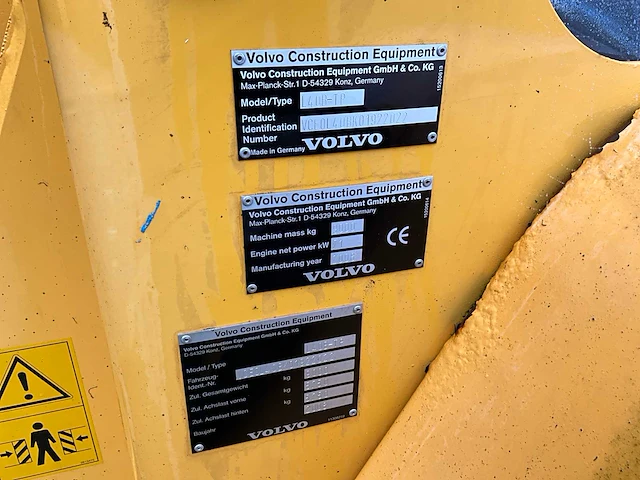 Volvo Construction Equipment
Volvo Construction Equipment GmbH & Co. KG
Max-Planck-Str.1 D-54329 Konz, Germany
Model/Type
Product
Identification
Number
Made in Germany
VOLVO
15200613
Volvo Construction Equipment
Volvo Construction Equipment GmbH & Co. KG
Max-Planck-Str.1 D-54329 Konz, Germany
Machine mass kg
Engine net power kW
Manufacturing year
CE
VOLVO
15200614
Volvo Construction Equipment
Volvo Construction Equipment GmbH & Co. KG
D-54329 Konz, Germany
Model / Type
Fahrzeug-
Ident.-Nr.
Zul. Gesamtgewicht kg
Zul. Achslast vorne kg
Zul. Achslast hinten kg
Baujahr
VOLVO